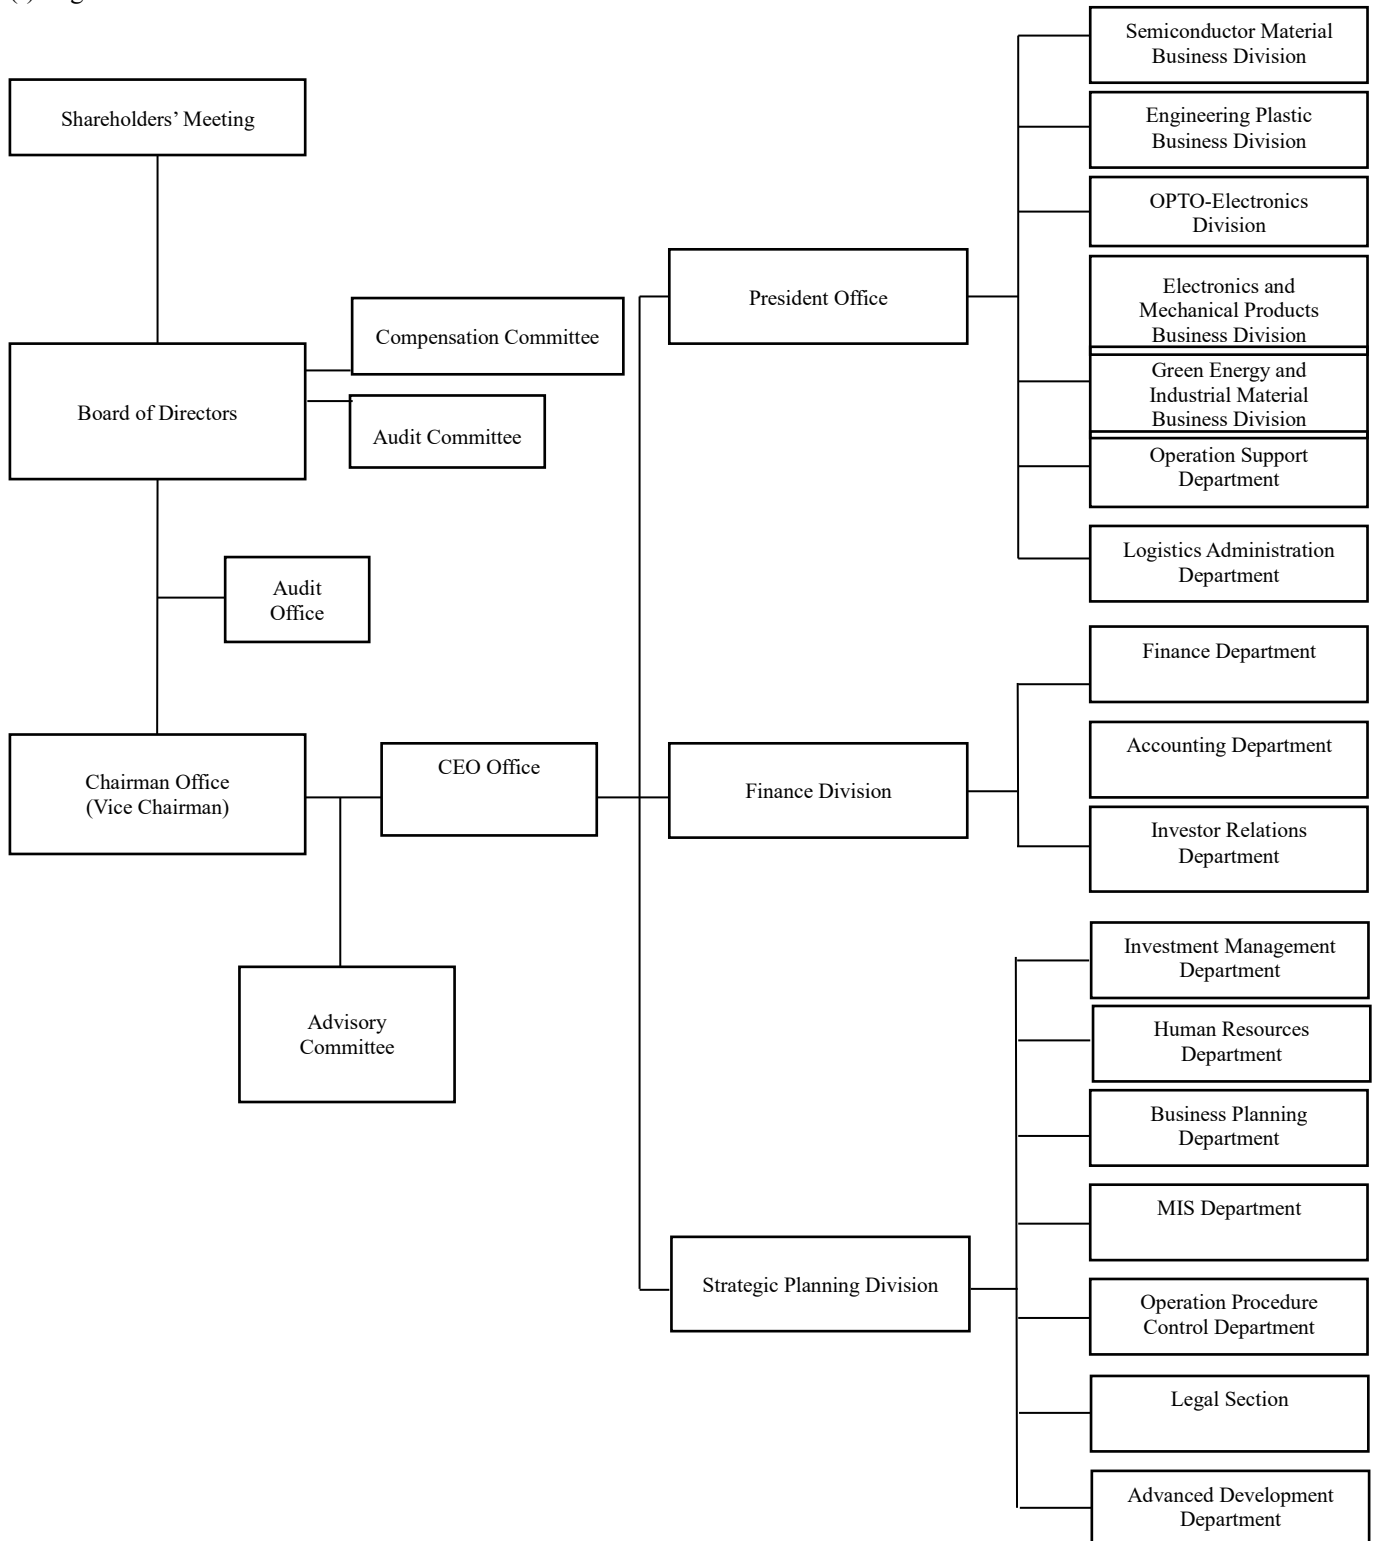 Shareholders’ Meeting
Board of Directors
Compensation Committee
Audit Committee
Audit
Office
Chairman Office
(Vice Chairman)
CEO Office
Advisory
Committee
President Office
Finance Division
Strategic Planning Division
Semiconductor Material
Business Division
Engineering Plastic
Business Division
OPTO-Electronics
Division
Electronics and
Mechanical Products
Business Division
Green Energy and
Industrial Material
Business Division
Operation Support
Department
Logistics Administration
Department
Finance Department
Accounting Department
Investor Relations
Department
Investment Management
Department
Human Resources
Department
Business Planning
Department
MIS Department
Operation Procedure
Control Department
Legal Section
Advanced Development
Department